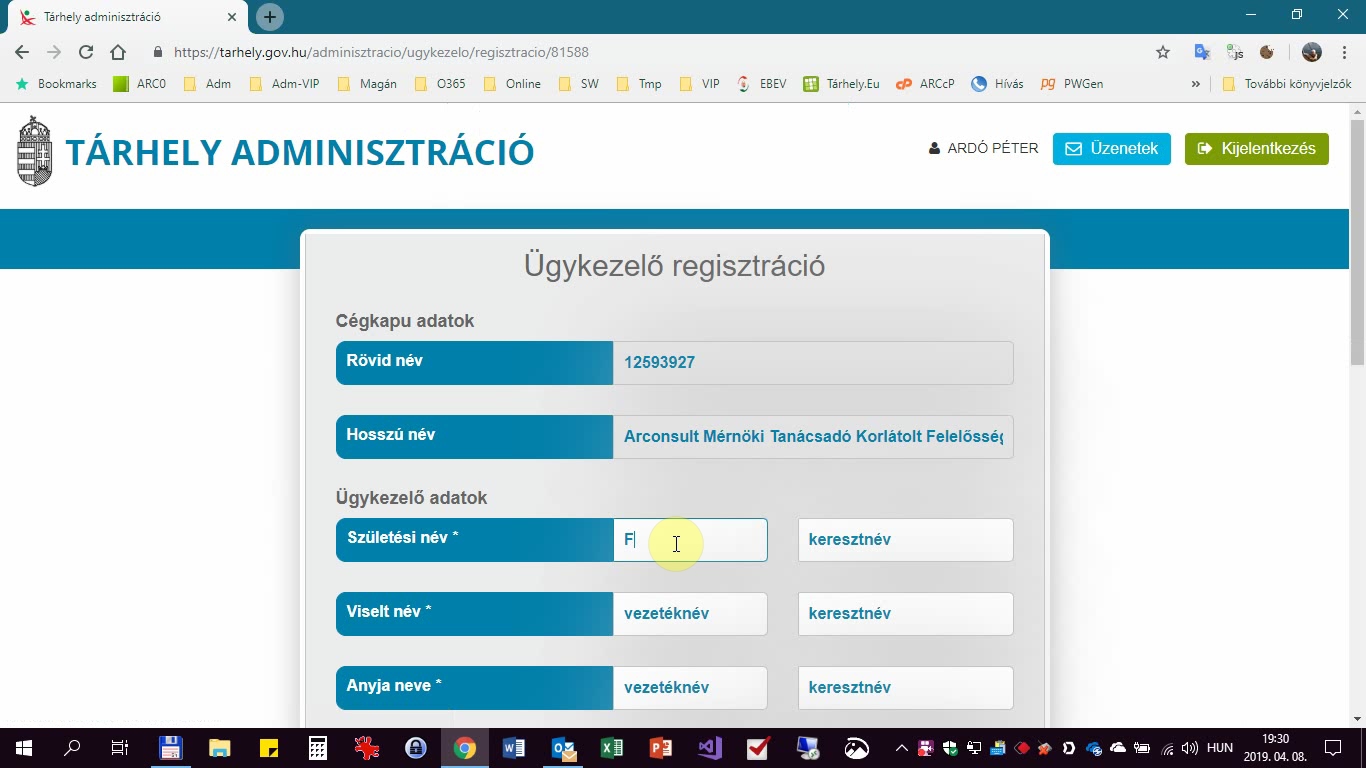 Tárhely adminisztráció
https://tarhely.gov.hu/adminisztracio/ugykezelo/regisztracio/81588
Bookmarks ARC0 Adm Adm-VIP Magán O365 Online SW Tmp VIP EBEV Tárhely.Eu ARCcP Hívás PWGen » További könyvjelzők
TÁRHELY ADMINISZTRÁCIÓ
ARDÓ PÉTER Üzenetek Kijelentkezés
Ügykezelő regisztráció
Cégkapu adatok
Rövid név 12593927
Hosszú név Arconsult Mérnöki Tanácsadó Korlátolt Felelősség
Ügykezelő adatok
Születési név * F keresztnév
Viselt név * vezetéknév keresztnév
Anyja neve * vezetéknév keresztnév
HUN 19:30
2019. 04. 08.